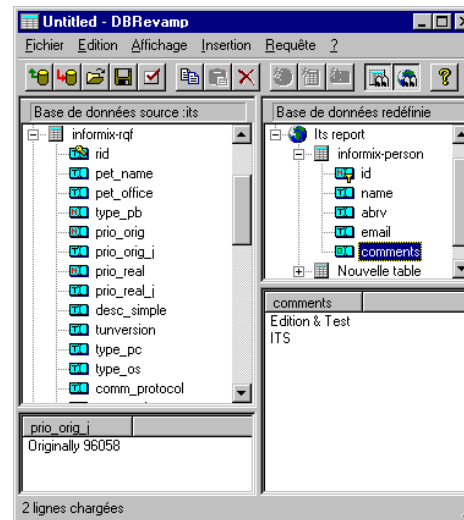 Untitled - DBRevamp
Fichier Edition Affichage Insertion Requête ?
Base de données source :its
informix-rqf
rid
pet_name
pet_office
type_pb
prio_orig
prio_orig_j
prio_real
prio_real_j
desc_simple
tunversion
type_pc
type_os
comm_protocol
prio_orig_j
Originally 96058
Base de données redéfinie
Its report
informix-person
id
name
abrv
email
comments
Nouvelle table
comments
Edition & Test
ITS
2 lignes chargées